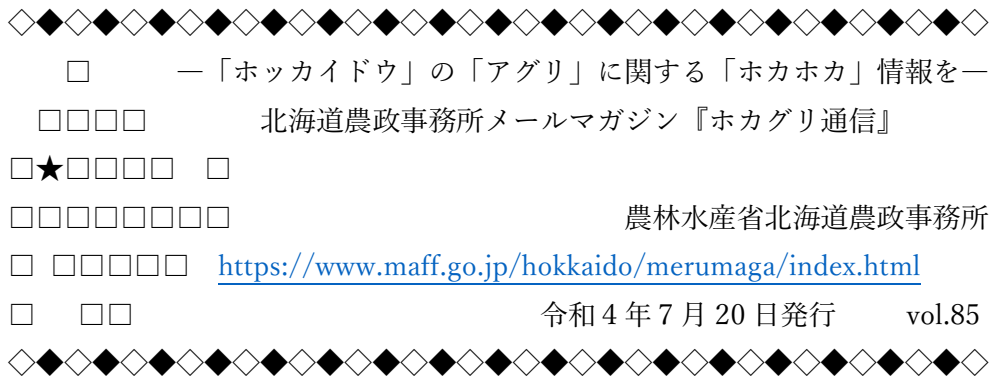 ◇◆◇◆◇◆◇◆◇◆◇◆◇◆◇◆◇◆◇◆◇◆◇◆◇◆◇◆◇◆◇◆◇◆◇
□　　　―「ホッカイドウ」の「アグリ」に関する「ホカホカ」情報を―
□□□□　　　　北海道農政事務所メールマガジン『ホカグリ通信』
□★□□□□　□
□□□□□□□□　　　　　　　　　　　　農林水産省北海道農政事務所
□ □□□□□　https://www.maff.go.jp/hokkaido/merumaga/index.html
□　□□　　　　　　　　　　　　令和４年７月 20 日発行　　vol.85
◇◆◇◆◇◆◇◆◇◆◇◆◇◆◇◆◇◆◇◆◇◆◇◆◇◆◇◆◇◆◇◆◇◆◇